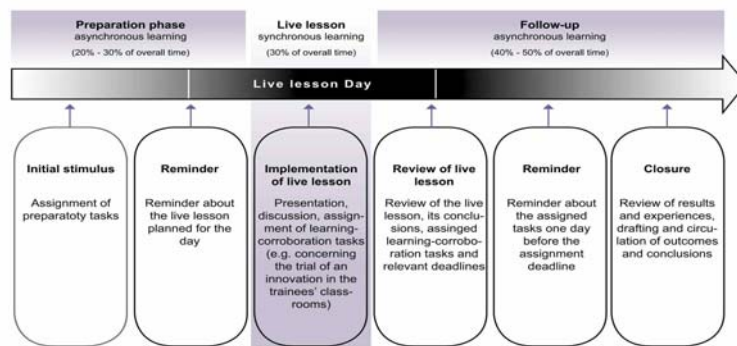 Preparation phase
asynchronous learning
(20% - 30% of overall time)
Live lesson
synchronous learning
(30% of overall time)
Follow-up
asynchronous learning
(40% - 50% of overall time)
Live lesson Day
Initial stimulus
Assignment of
preparatoty tasks
Reminder
Reminder about
the live lesson
planned for the
day
Implementation
of live lesson
Presentation,
discussion, assign-
ment of learning-
corroboration tasks
(e.g. concerning
the trial of an
innovation in the
trainees' class-
rooms)
Review of live
lesson
Review of the live
lesson, its conclu-
sions, assinged
learning-corrobo-
ration tasks and
relevant deadlines
Reminder
Reminder about
the assigned
tasks one day
before the
assignment
deadline
Closure
Review of results
and experiences,
drafting and circu-
lation of outcomes
and conclusions